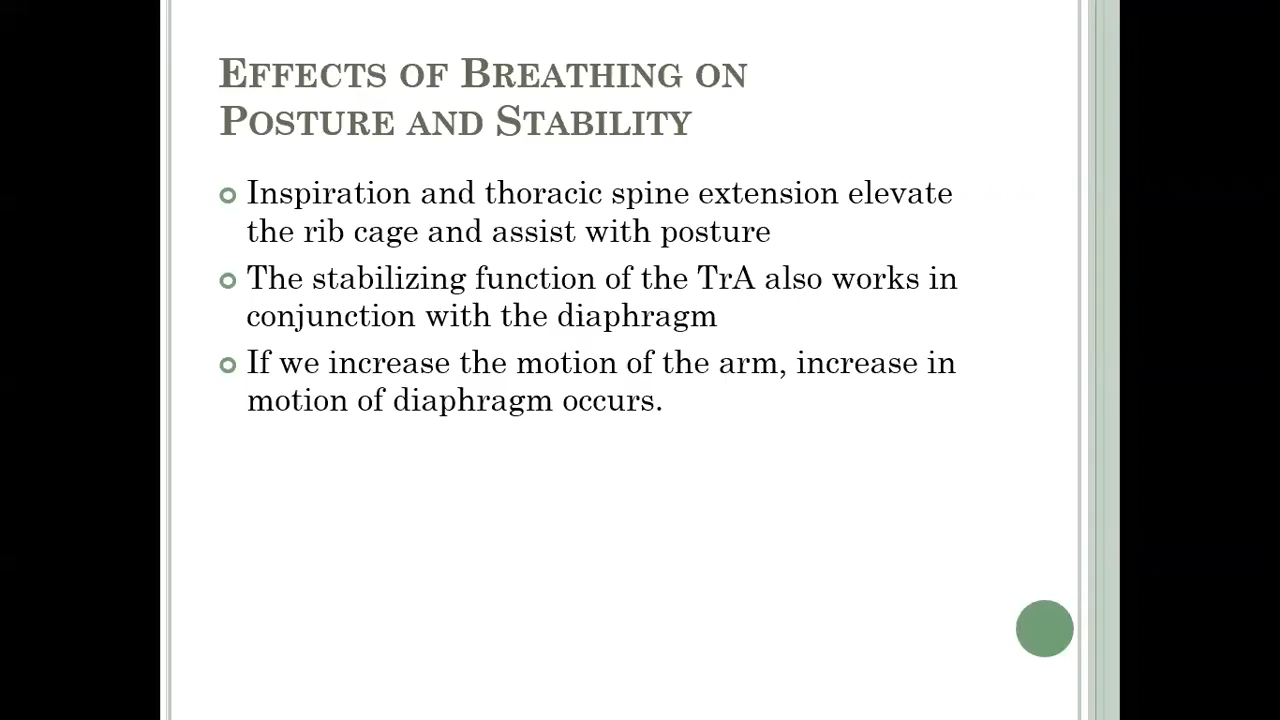 Effects of Breathing on
Posture and Stability
Inspiration and thoracic spine extension elevate
the rib cage and assist with posture
The stabilizing function of the TrA also works in
conjunction with the diaphragm
If we increase the motion of the arm, increase in
motion of diaphragm occurs.